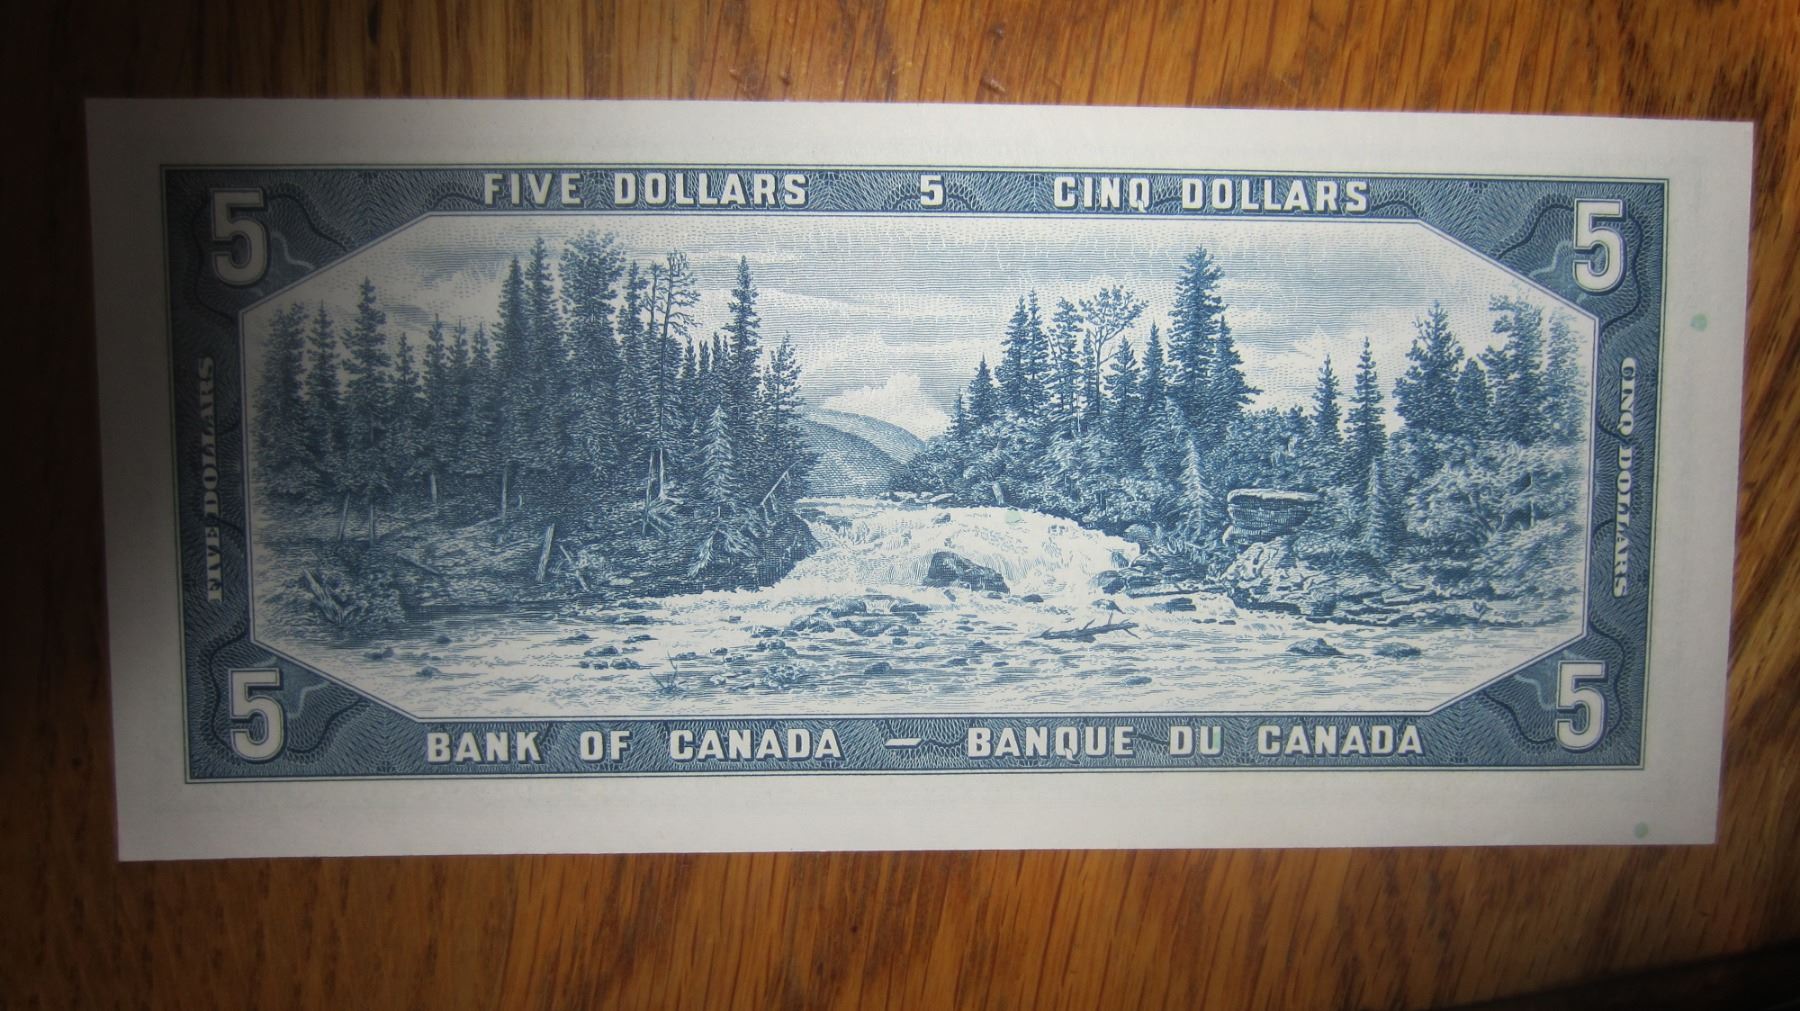 FIVE DOLLARS 5 CINQ DOLLARS
5 5
FIVE DOLLARS
CINQ DOLLARS
5 5
BANK OF CANADA — BANQUE DU CANADA